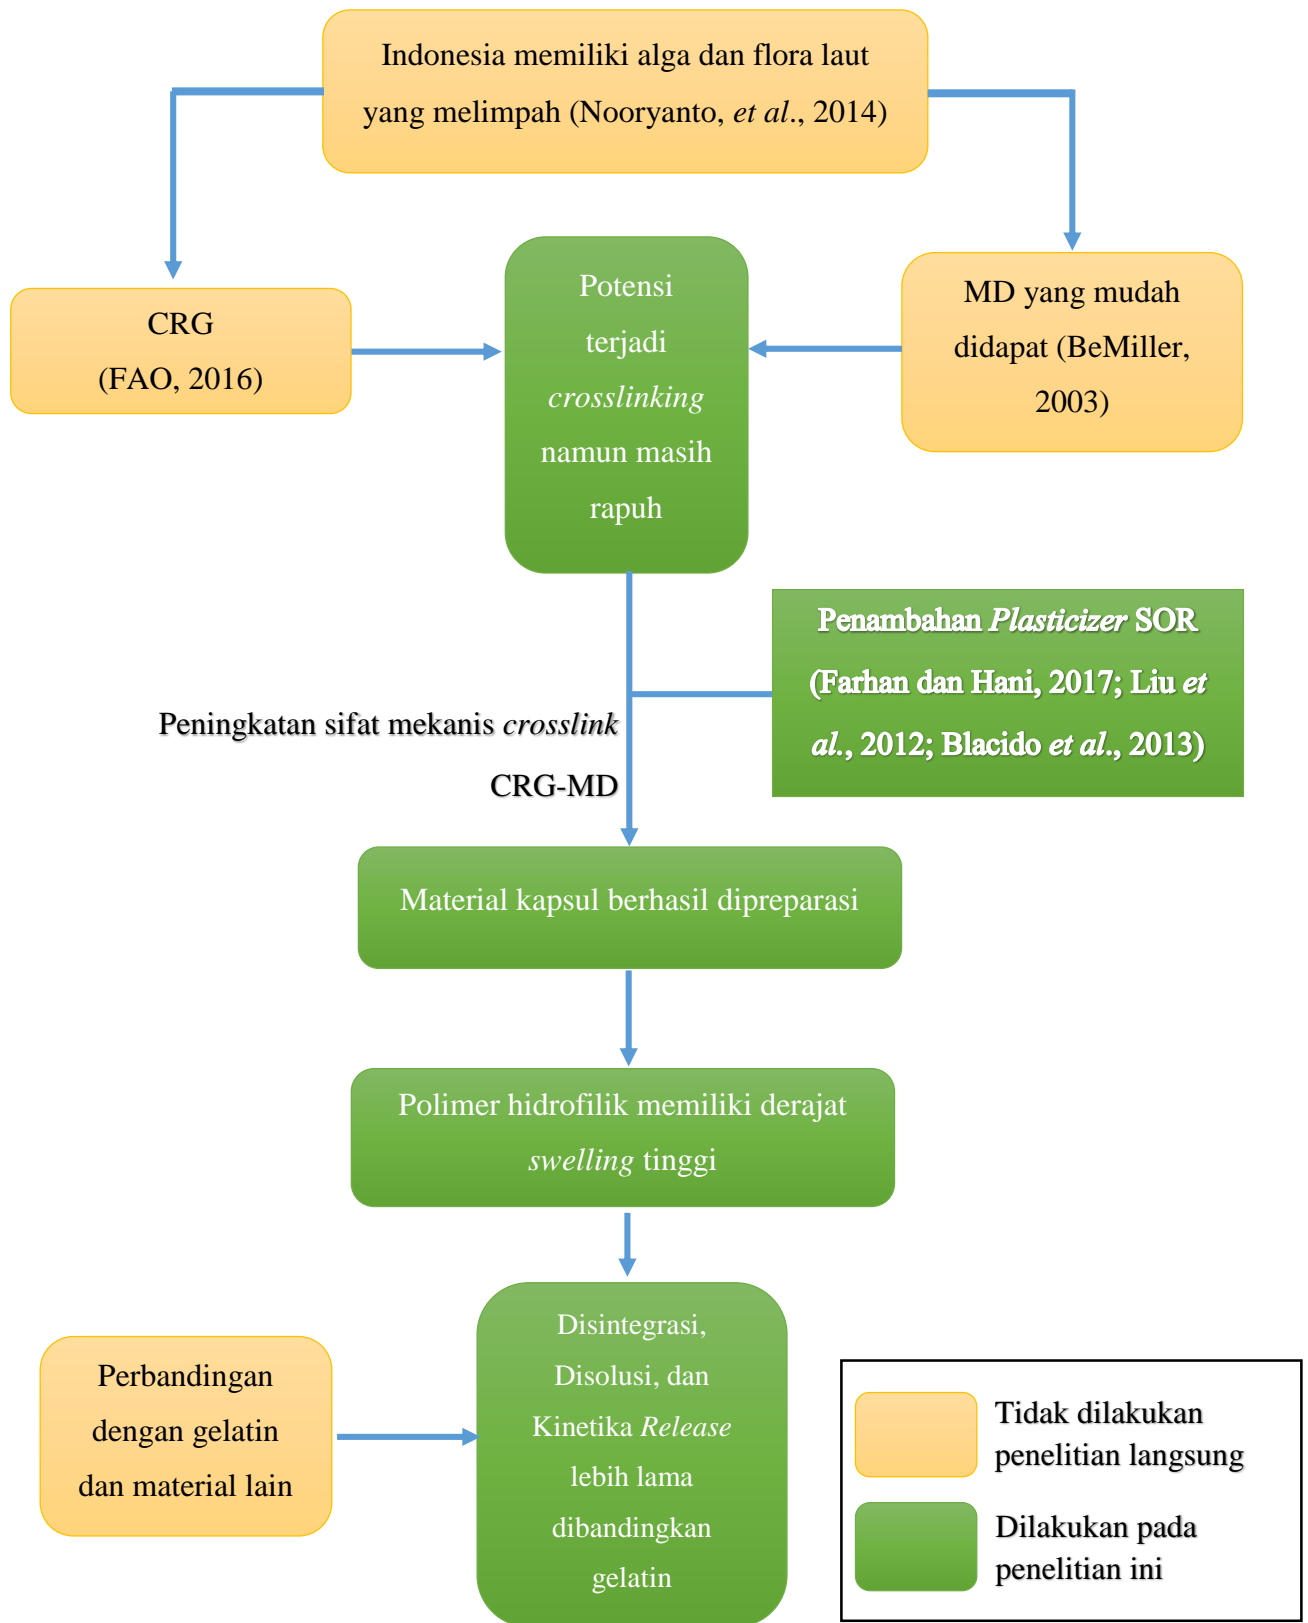 Indonesia memiliki alga dan flora laut
yang melimpah (Nooryanto, et al., 2014)
CRG
(FAO, 2016)
Potensi
terjadi
crosslinking
namun masih
rapuh
MD yang mudah
didapat (BeMiller,
2003)
Penambahan Plasticizer SOR
(Farhan dan Hani, 2017; Liu et
al., 2012; Blacido et al., 2013)
Peningkatan sifat mekanis crosslink
CRG-MD
Material kapsul berhasil dipreparasi
Polimer hidrofilik memiliki derajat
swelling tinggi
Perbandingan
dengan gelatin
dan material lain
Disintegrasi,
Disolusi, dan
Kinetika Release
lebih lama
dibandingkan
gelatin
Tidak dilakukan
penelitian langsung
Dilakukan pada
penelitian ini